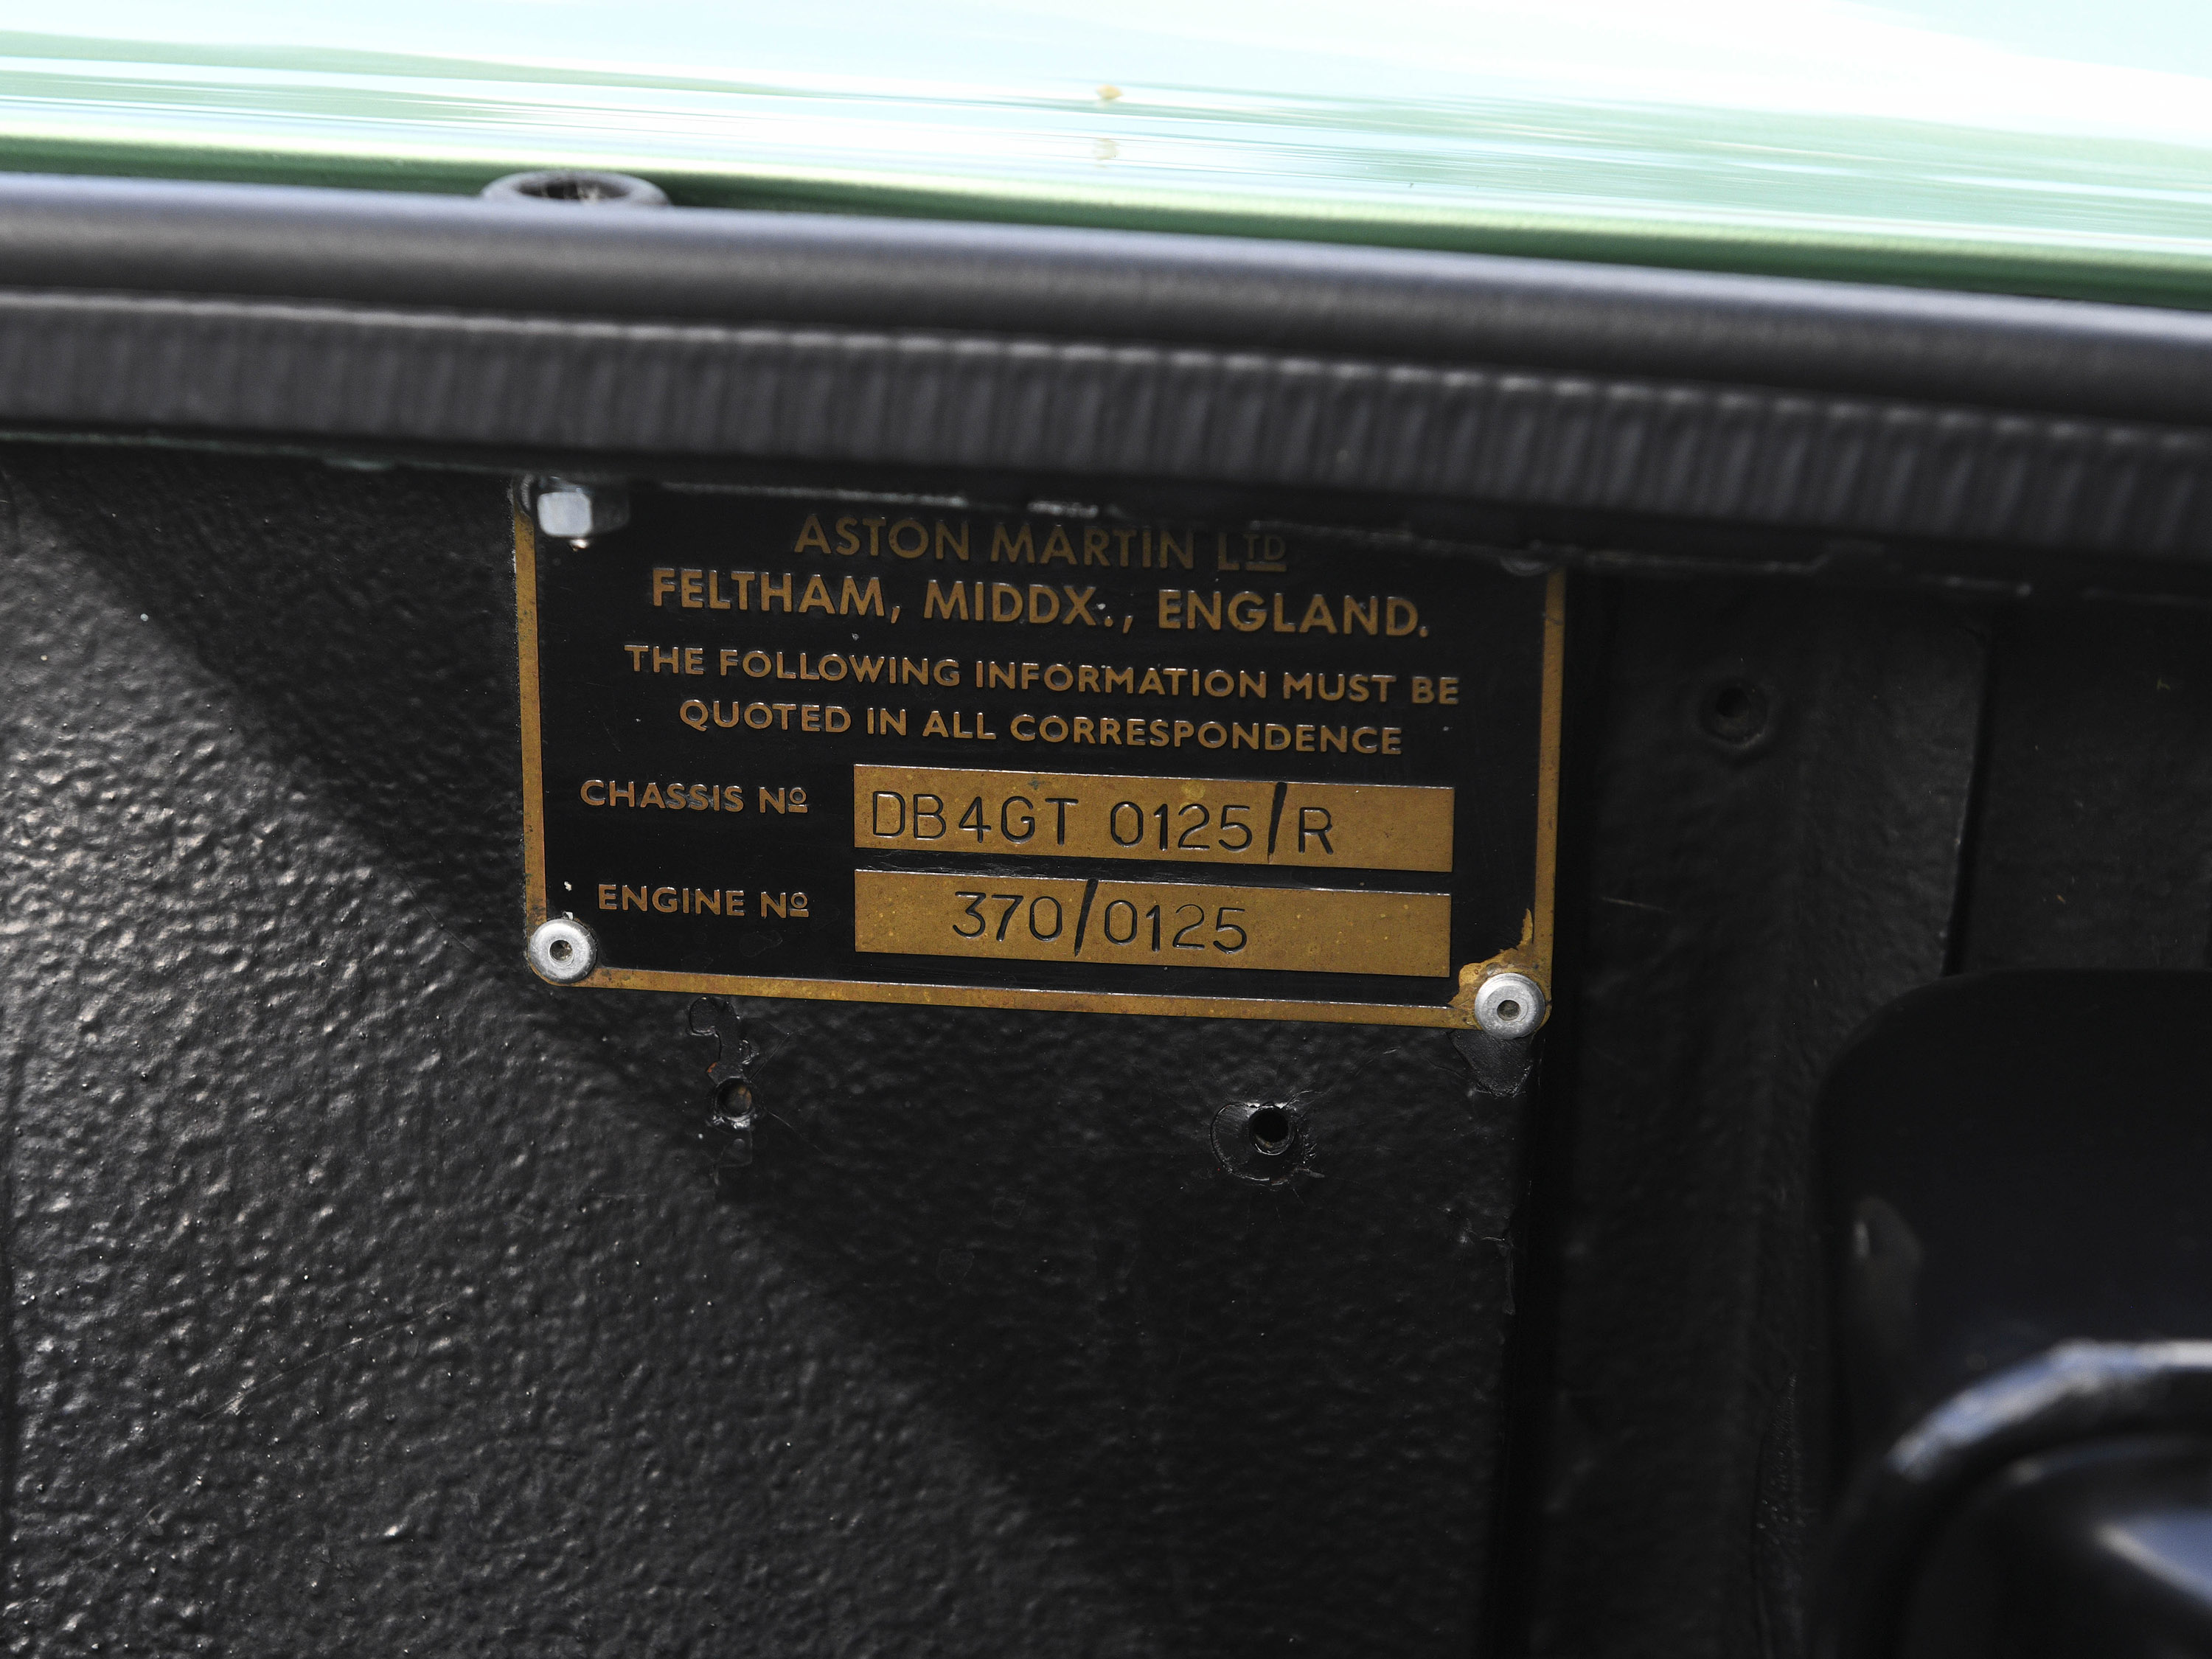 ASTON MARTIN LTD
FELTHAM, MIDDX., ENGLAND.
THE FOLLOWING INFORMATION MUST BE
QUOTED IN ALL CORRESPONDENCE
CHASSIS Nº DB4GT 0125/R
ENGINE Nº 370/0125